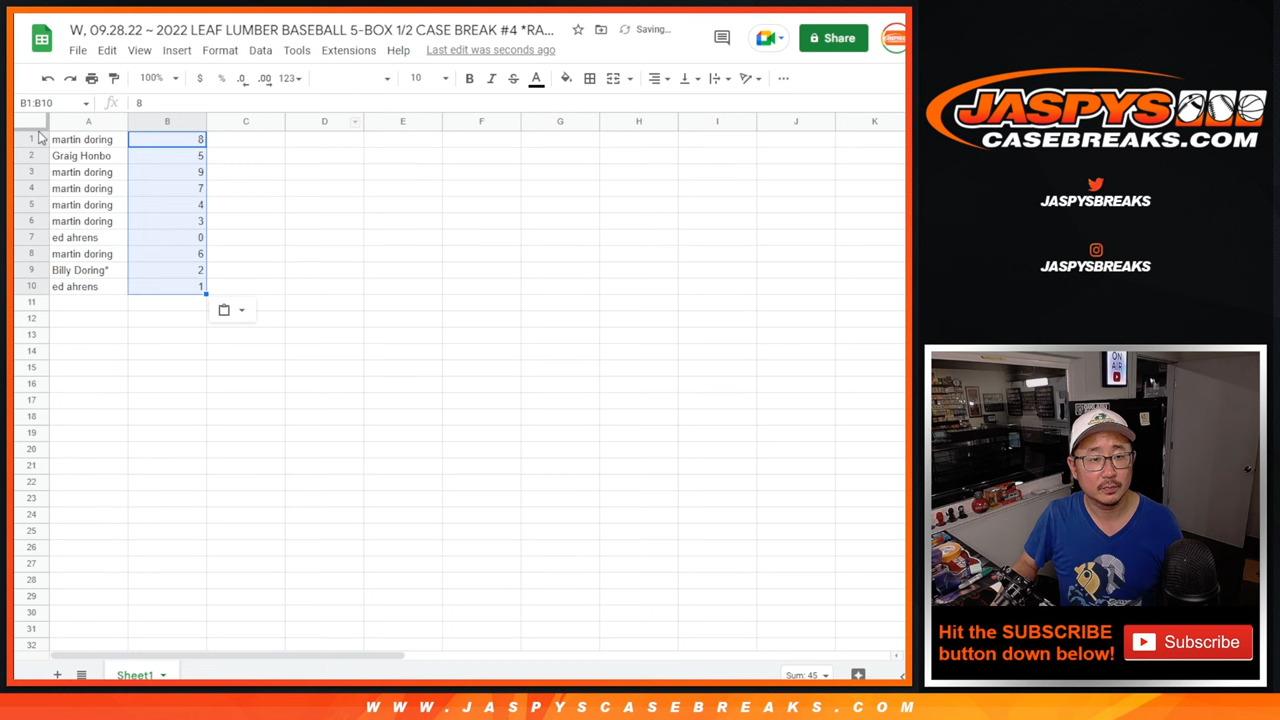 W, 09.28.22 ~ 2022 LEAF LUMBER BASEBALL 5-BOX 1/2 CASE BREAK #4 *RA...
Saving...
File Edit View Insert Format Data Tools Extensions Help Last edit was seconds ago
Share
100% $ % .0 .00 123 10 B I S A
B1:B10 fx 8
A B C D E F G H I J K
1 martin doring 8
2 Graig Honbo 5
3 martin doring 9
4 martin doring 7
5 martin doring 4
6 martin doring 3
7 ed ahrens 0
8 martin doring 6
9 Billy Doring* 2
10 ed ahrens 1
11
12
13
14
15
16
17
18
19
20
21
22
23
24
25
26
27
28
29
30
31
32
Sheet1
Sum: 45
JASPYS
CASEBREAKS.COM
JASPYSBREAKS
JASPYSBREAKS
ON
AIR
Hit the SUBSCRIBE
button down below!
Subscribe
WWW.JASPYSCASEBREAKS.COM